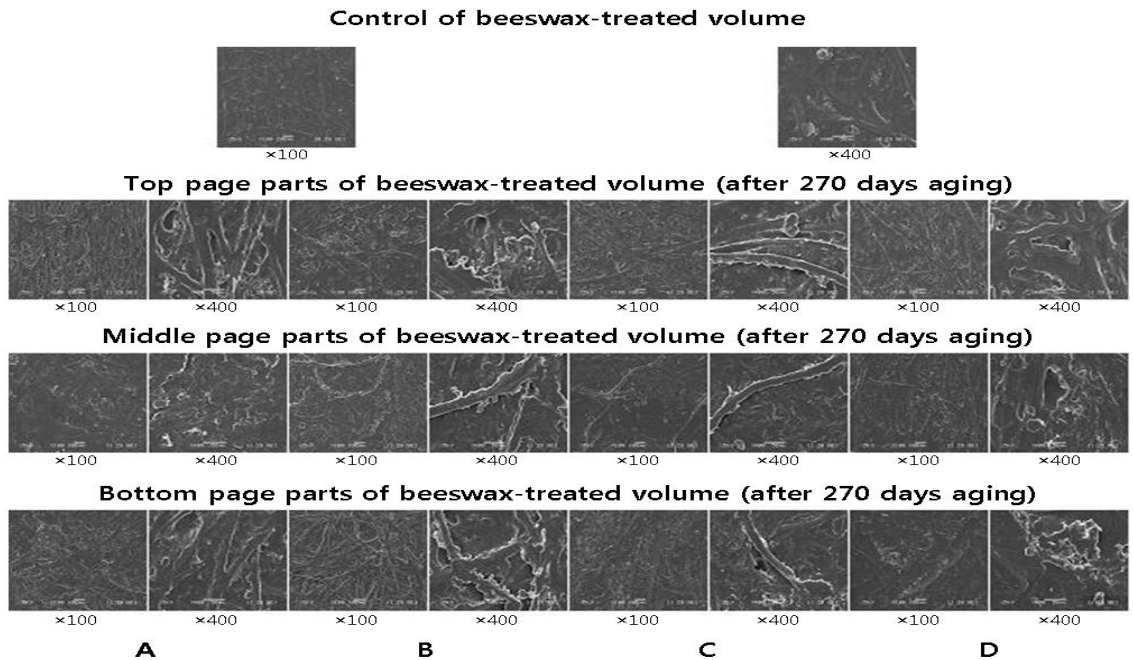 Control of beeswax-treated volume
×100 ×400
Top page parts of beeswax-treated volume (after 270 days aging)
×100 ×400 ×100 ×400 ×100 ×400 ×100 ×400
Middle page parts of beeswax-treated volume (after 270 days aging)
×100 ×400 ×100 ×400 ×100 ×400 ×100 ×400
Bottom page parts of beeswax-treated volume (after 270 days aging)
×100 ×400 ×100 ×400 ×100 ×400 ×100 ×400
A B C D